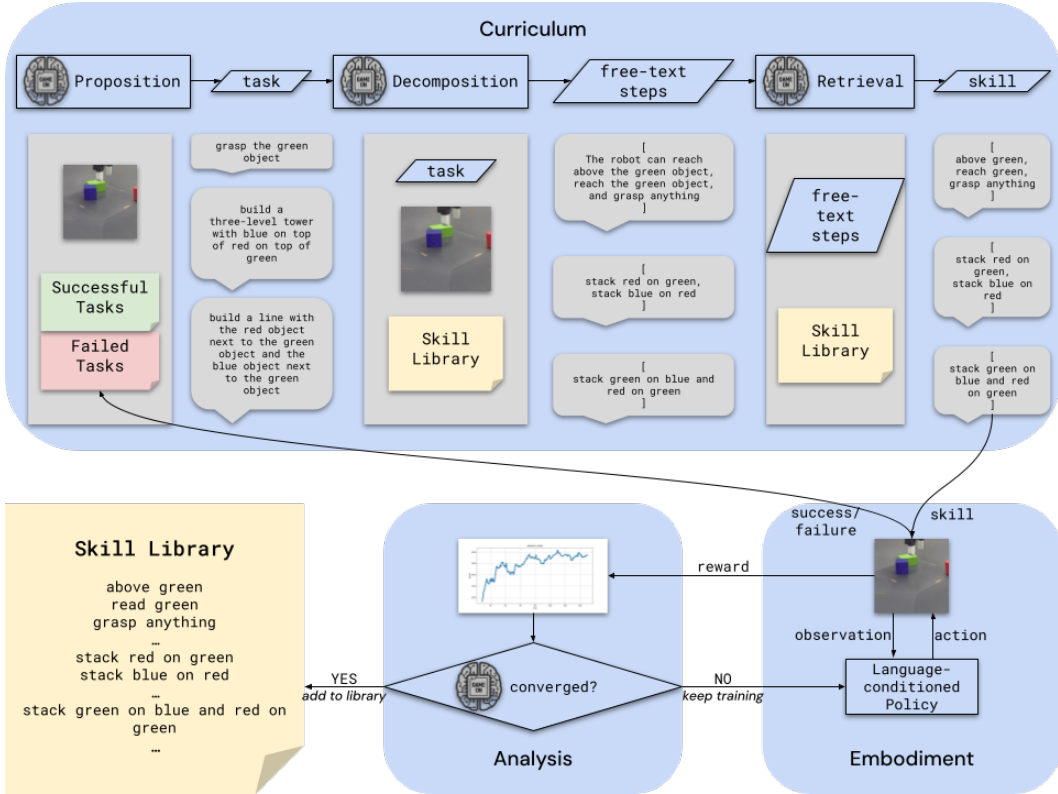 Curriculum
Proposition
task
Decomposition
free-text
steps
Retrieval
skill
GAME
ON
GAME
ON
GAME
ON
Successful
Tasks
Failed
Tasks
grasp the green
object
build a
three-level tower
with blue on top
of red on top of
green
build a line with
the red object
next to the green
object and the
blue object next
to the green
object
task
Skill
Library
[
The robot can reach
above the green object,
reach the green object,
and grasp anything
]
[
stack red on green,
stack blue on red
]
[
stack green on blue and
red on green
]
free-
text
steps
Skill
Library
[
above green,
reach green,
grasp anything
]
[
stack red on
green,
stack blue on
red
]
[
stack green on
blue and red
on green
]
Skill Library
above green
read green
grasp anything
…
stack red on green
stack blue on red
…
stack green on blue and red on
green
…
YES
add to library
GAME
ON
converged?
Analysis
NO
keep training
reward
success/
failure
skill
observation
action
Language-
conditioned
Policy
Embodiment